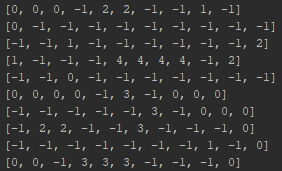 [0, 0, 0, -1, 2, 2, -1, -1, 1, -1]
[0, -1, -1, -1, -1, -1, -1, -1, -1, -1]
[-1, -1, 1, -1, -1, -1, -1, -1, -1, 2]
[1, -1, -1, -1, 4, 4, 4, 4, -1, 2]
[-1, -1, 0, -1, -1, -1, -1, -1, -1, -1]
[0, 0, 0, 0, -1, 3, -1, 0, 0, 0]
[-1, -1, -1, -1, -1, 3, -1, 0, 0, 0]
[-1, 2, 2, -1, -1, 3, -1, -1, -1, 0]
[-1, -1, -1, -1, -1, -1, -1, 1, -1, 0]
[0, 0, -1, 3, 3, 3, -1, -1, -1, 0]